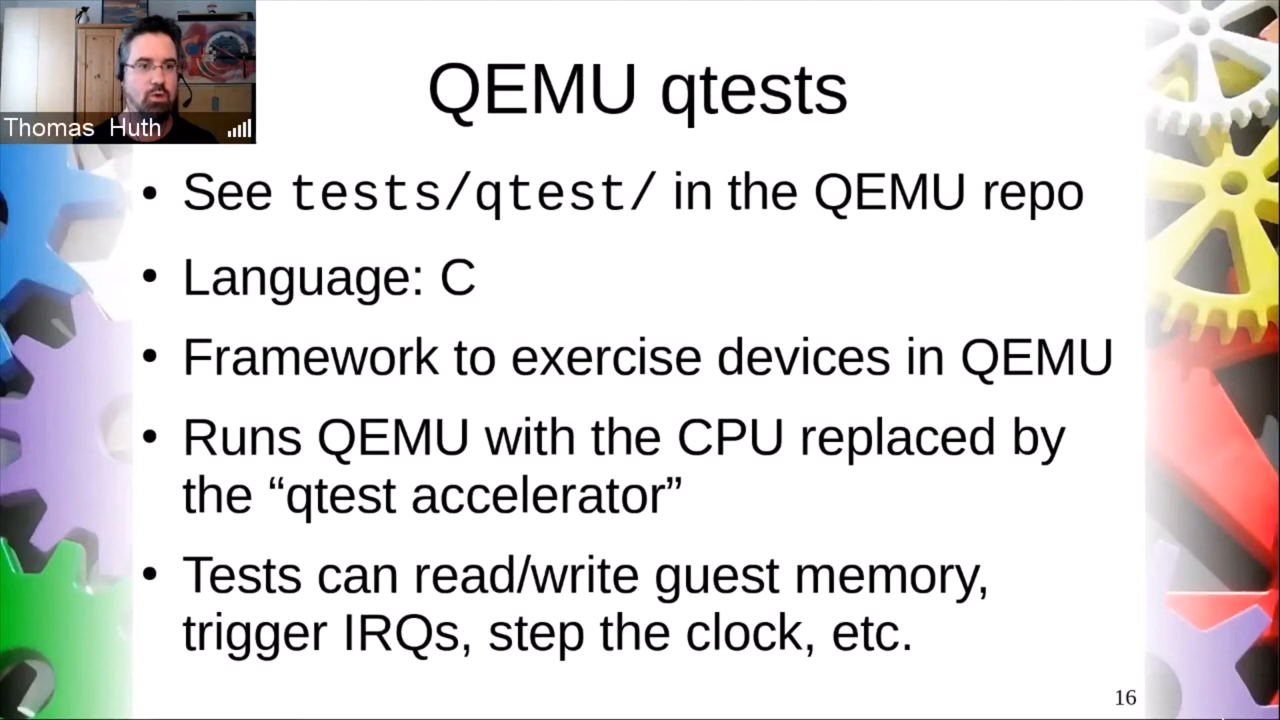 Thomas Huth
QEMU qtests
• See tests/qtest/ in the QEMU repo
• Language: C
• Framework to exercise devices in QEMU
• Runs QEMU with the CPU replaced by
the “qtest accelerator”
• Tests can read/write guest memory,
trigger IRQs, step the clock, etc.
16